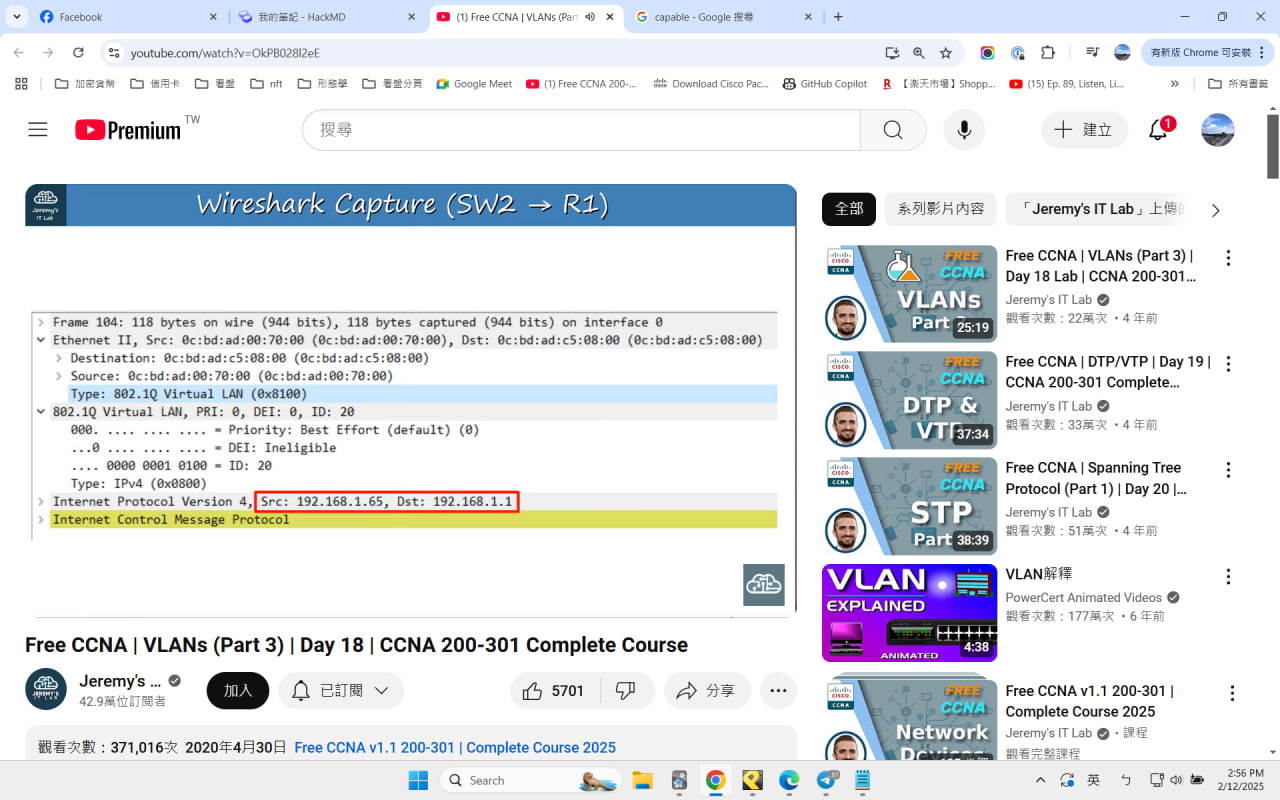 Facebook
我的筆記 - HackMD
(1) Free CCNA | VLANs (Part
capable - Google 搜尋
youtube.com/watch?v=OkPB028l2eE
有新版 Chrome 可安裝
加密貨幣
信用卡
看盤
nft
形態學
看盤分頁
Google Meet
(1) Free CCNA 200-...
Download Cisco Pac...
GitHub Copilot
【楽天市場】Shopp...
(15) Ep. 89, Listen, Li...
所有書籤
Premium TW
搜尋
建立
1
Jeremy's IT Lab
Wireshark Capture (SW2 → R1)
Frame 104: 118 bytes on wire (944 bits), 118 bytes captured (944 bits) on interface 0
Ethernet II, Src: 0c:bd:ad:00:70:00 (0c:bd:ad:00:70:00), Dst: 0c:bd:ad:c5:08:00 (0c:bd:ad:c5:08:00)
Destination: 0c:bd:ad:c5:08:00 (0c:bd:ad:c5:08:00)
Source: 0c:bd:ad:00:70:00 (0c:bd:ad:00:70:00)
Type: 802.1Q Virtual LAN (0x8100)
802.1Q Virtual LAN, PRI: 0, DEI: 0, ID: 20
000. .... .... .... = Priority: Best Effort (default) (0)
...0 .... .... .... = DEI: Ineligible
.... 0000 0001 0100 = ID: 20
Type: IPv4 (0x0800)
Internet Protocol Version 4, Src: 192.168.1.65, Dst: 192.168.1.1
Internet Control Message Protocol
Free CCNA | VLANs (Part 3) | Day 18 | CCNA 200-301 Complete Course
Jeremy's ...
42.9萬位訂閱者
加入
已訂閱
5701
分享
觀看次數：371,016次 2020年4月30日 Free CCNA v1.1 200-301 | Complete Course 2025
全部
系列影片內容
「Jeremy's IT Lab」上傳的
CISCO CCNA
FREE CCNA
VLANs
Part
25:19
Free CCNA | VLANs (Part 3) |
Day 18 Lab | CCNA 200-301...
Jeremy's IT Lab
觀看次數：22萬次 • 4 年前
CISCO CCNA
FREE CCNA
DTP &
VTP
37:34
Free CCNA | DTP/VTP | Day 19 |
CCNA 200-301 Complete...
Jeremy's IT Lab
觀看次數：33萬次 • 4 年前
CISCO CCNA
FREE CCNA
STP
Part
38:39
Free CCNA | Spanning Tree
Protocol (Part 1) | Day 20 |...
Jeremy's IT Lab
觀看次數：51萬次 • 4 年前
VLAN
EXPLAINED
ANIMATED
4:38
VLAN解釋
PowerCert Animated Videos
觀看次數：177萬次 • 6 年前
CISCO CCNA
FREE CCNA
Network
Devices
Free CCNA v1.1 200-301 |
Complete Course 2025
Jeremy's IT Lab • 課程
觀看完整課程
Search
81
英
2:56 PM
2/12/2025